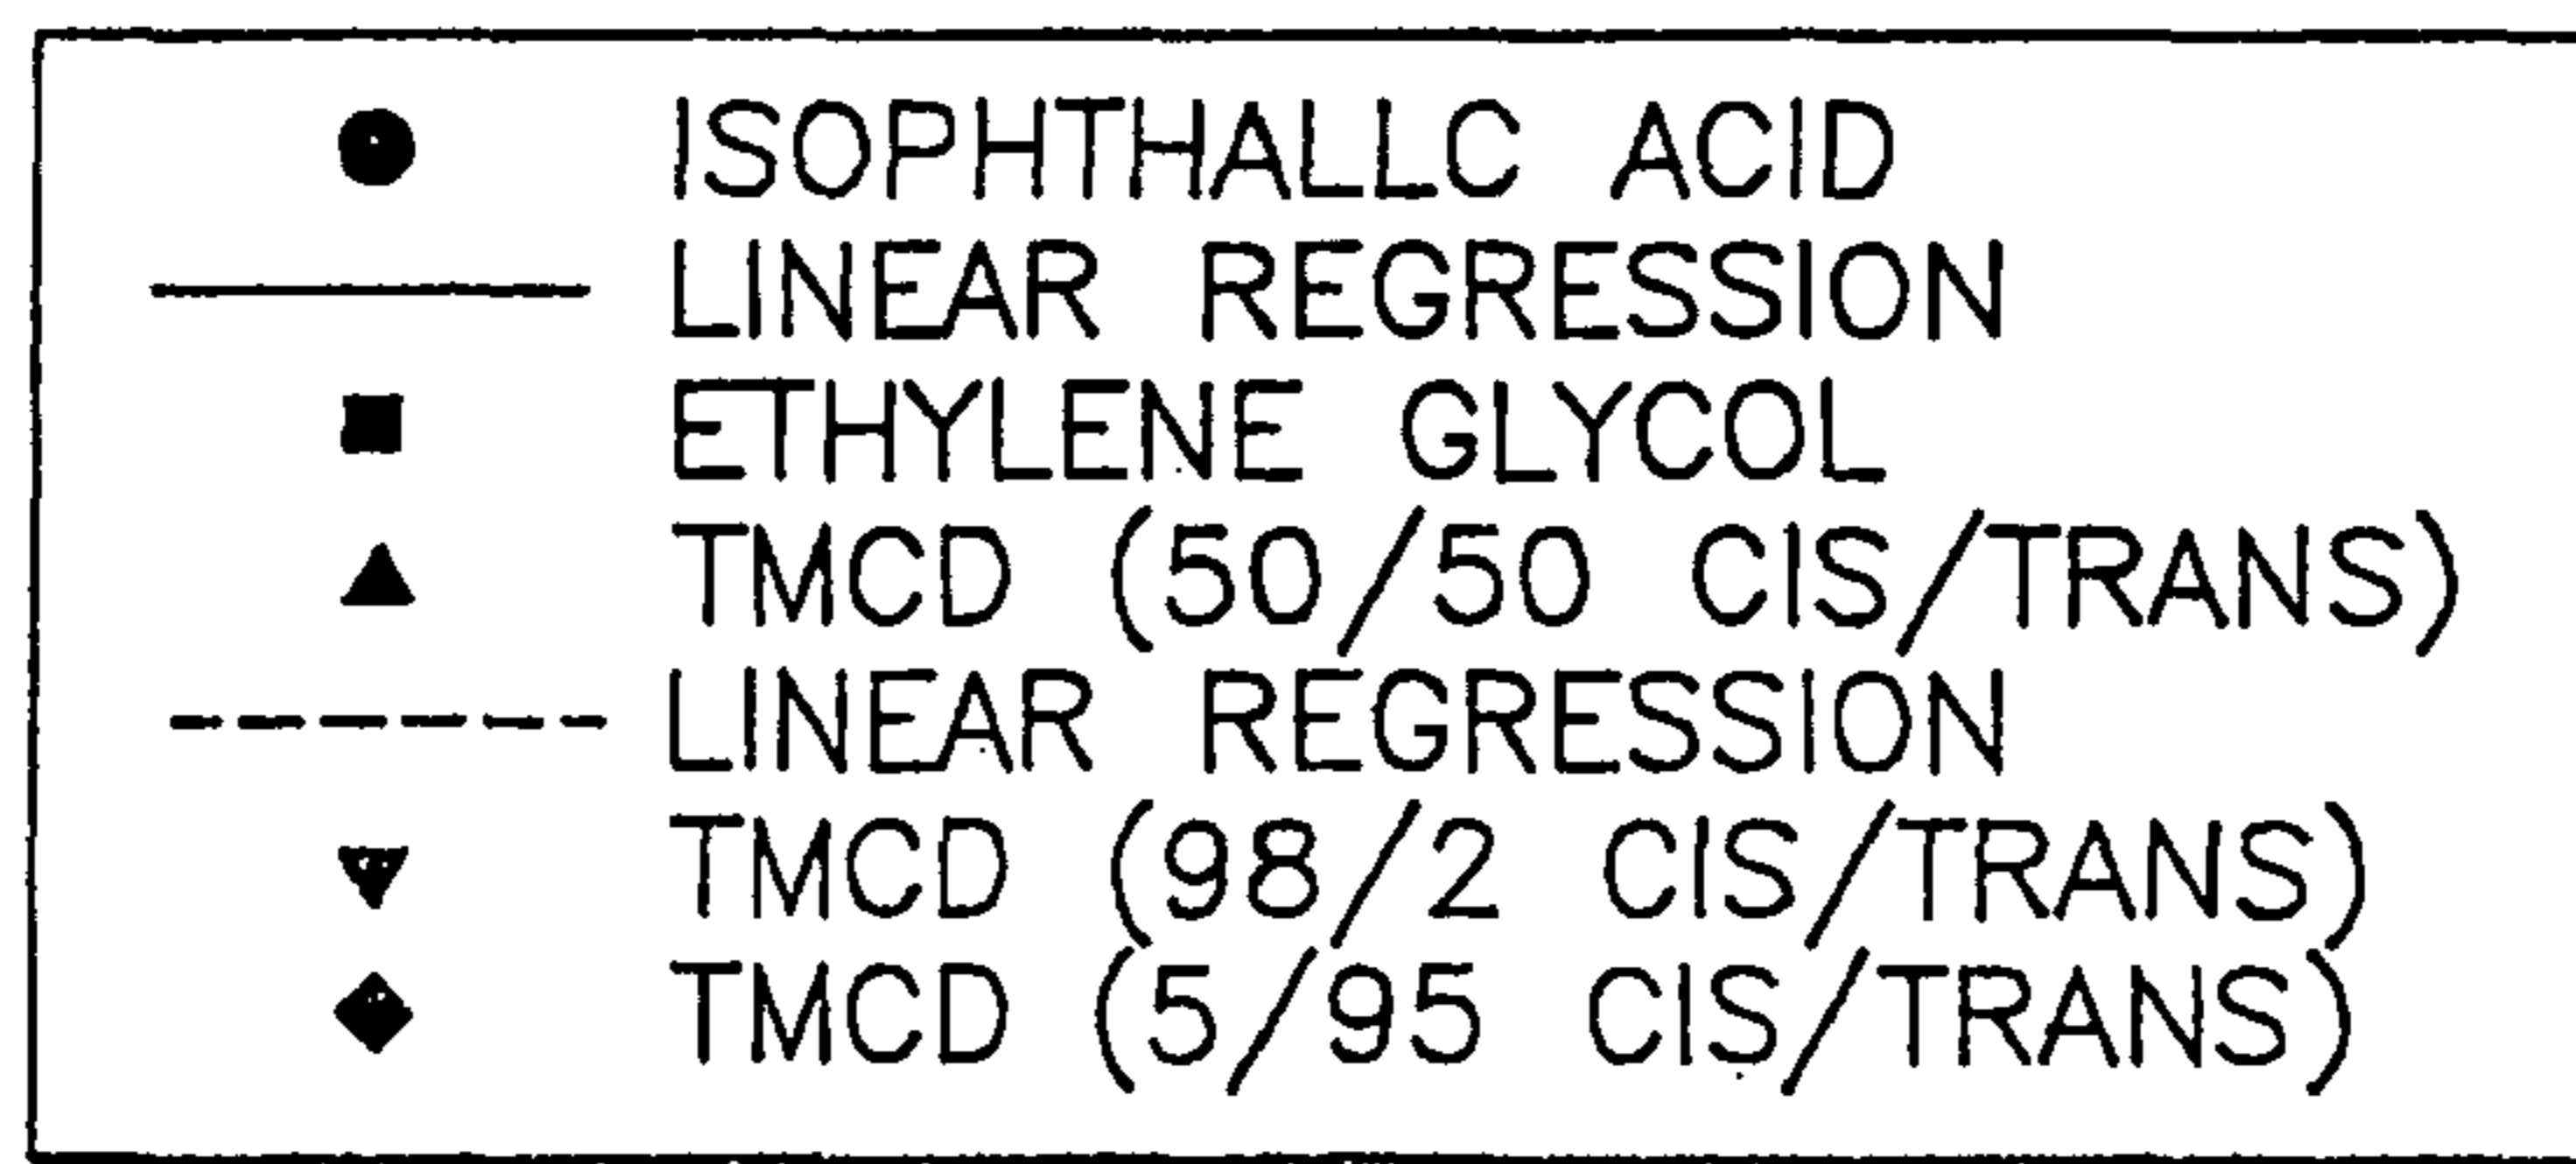 ISOPHTHALLC ACID
LINEAR REGRESSION
ETHYLENE GLYCOL
TMCD (50/50 CIS/TRANS)
LINEAR REGRESSION
TMCD (98/2 CIS/TRANS)
TMCD (5/95 CIS/TRANS)